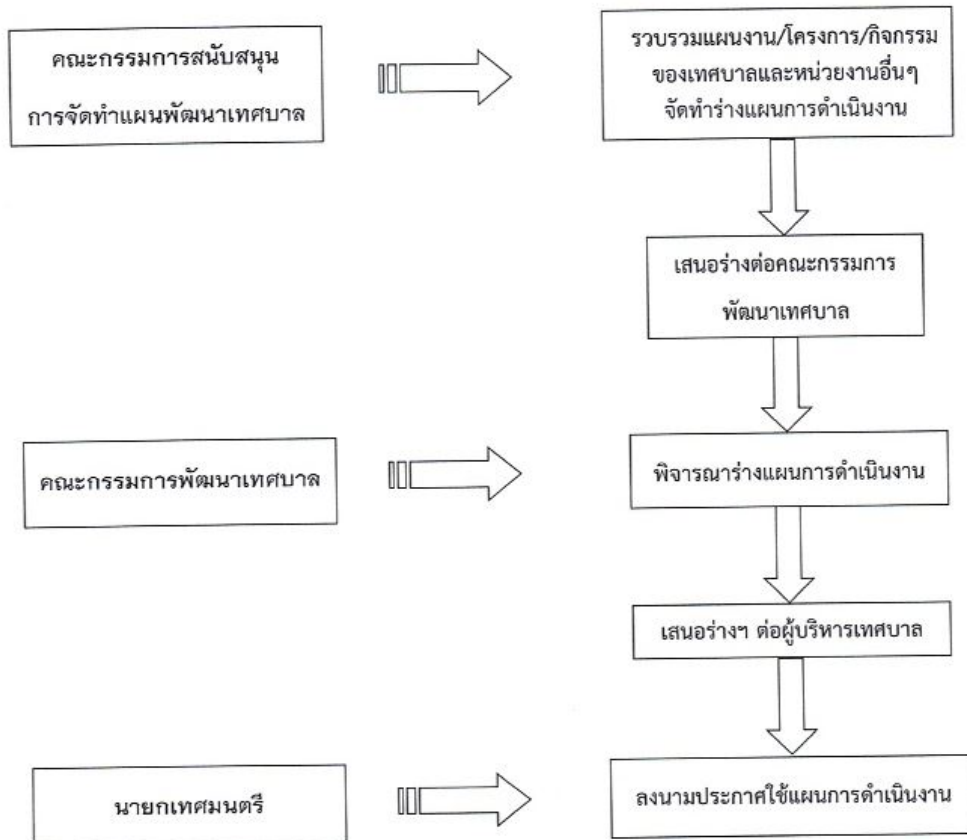 คณะกรรมการสนับสนุน
การจัดทำแผนพัฒนาเทศบาล
รวบรวมแผนงาน/โครงการ/กิจกรรม
ของเทศบาลและหน่วยงานอื่นๆ
จัดทำร่างแผนการดำเนินงาน
เสนอร่างต่อคณะกรรมการ
พัฒนาเทศบาล
คณะกรรมการพัฒนาเทศบาล
พิจารณาร่างแผนการดำเนินงาน
เสนอร่างฯ ต่อผู้บริหารเทศบาล
นายกเทศมนตรี
ลงนามประกาศใช้แผนการดำเนินงาน